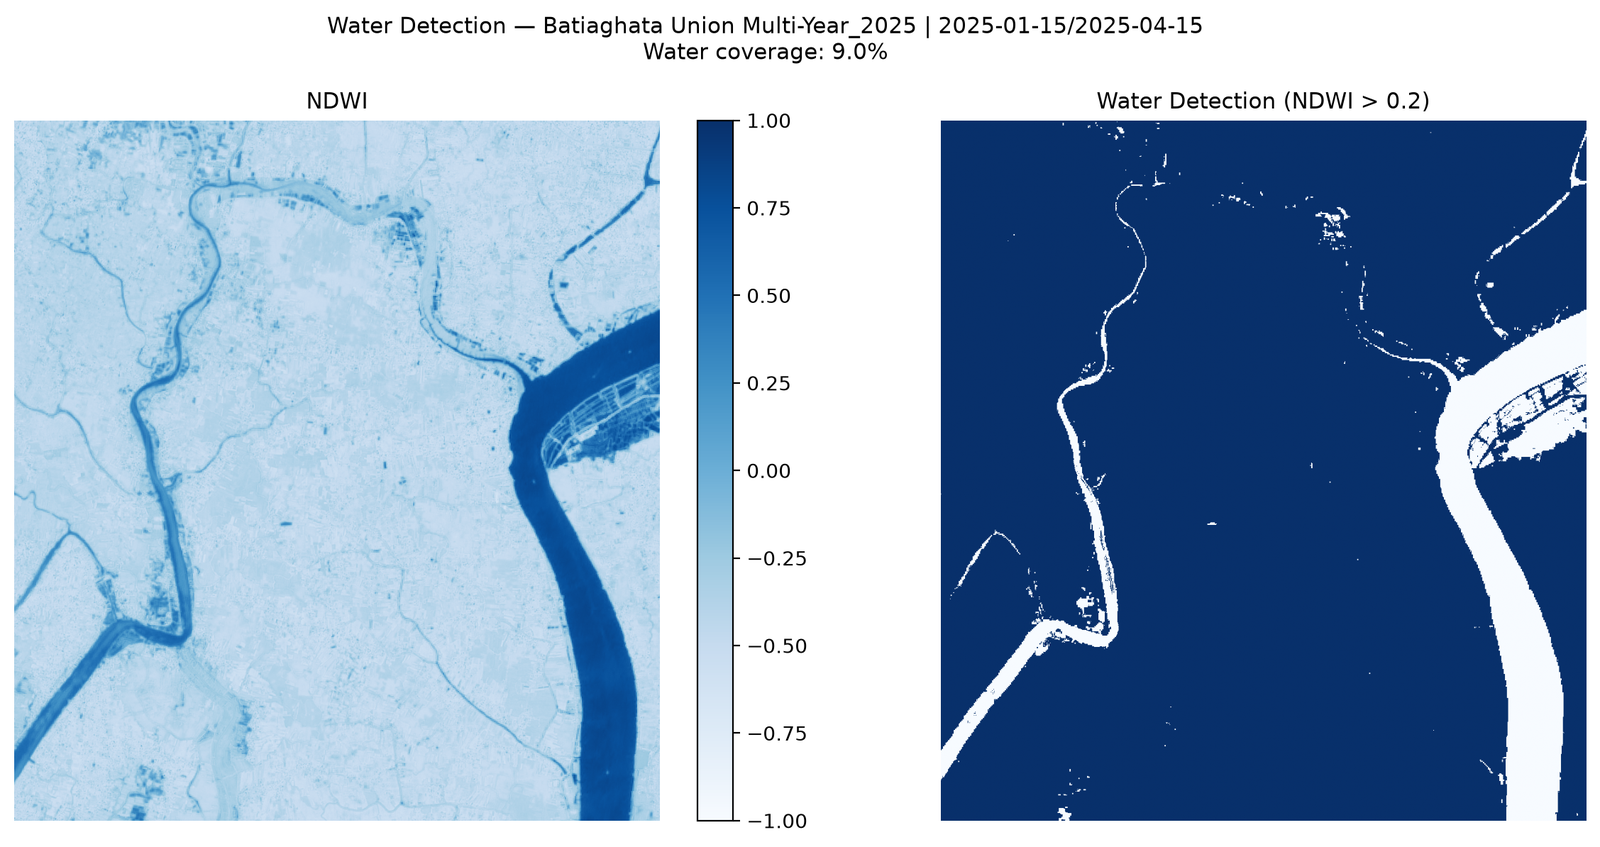 Water Detection — Batiaghata Union Multi-Year_2025 | 2025-01-15/2025-04-15
Water coverage: 9.0%
NDWI
Water Detection (NDWI > 0.2)
1.00
0.75
0.50
0.25
0.00
−0.25
−0.50
−0.75
−1.00